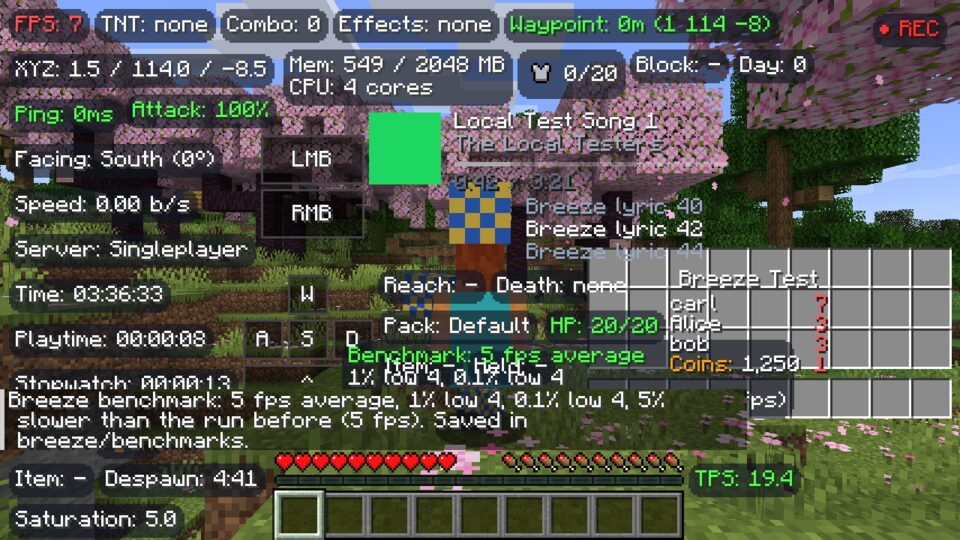 FPS: 7 TNT: none Combo: 0 Effects: none Waypoint: 0m (1 114 -8) REC
XYZ: 1.5 / 114.0 / -8.5
Mem: 549 / 2048 MB
CPU: 4 cores
0/20
Block: - Day: 0
Ping: 0ms Attack: 100%
Local Test Song 1
The Local Testers
0:42 / 3:21
Facing: South (0°)
LMB
Speed: 0.00 b/s
RMB
Breeze lyric 40
Breeze lyric 42
Breeze lyric 44
Server: Singleplayer
Breeze Test
Reach: - Death: none
Time: 03:36:33
W
carl 7
Alice 3
bob 3
Coins: 1,250 1
Pack: Default HP: 20/20
Playtime: 00:00:08
A S D
Benchmark: 5 fps average
1% low 4, 0.1% low 4
Item: - Held: -
Stopwatch: 00:00:13
Breeze benchmark: 5 fps average, 1% low 4, 0.1% low 4, 5%
slower than the run before (5 fps). Saved in
breeze/benchmarks.
fps)
Item: - Despawn: 4:41
TPS: 19.4
Saturation: 5.0